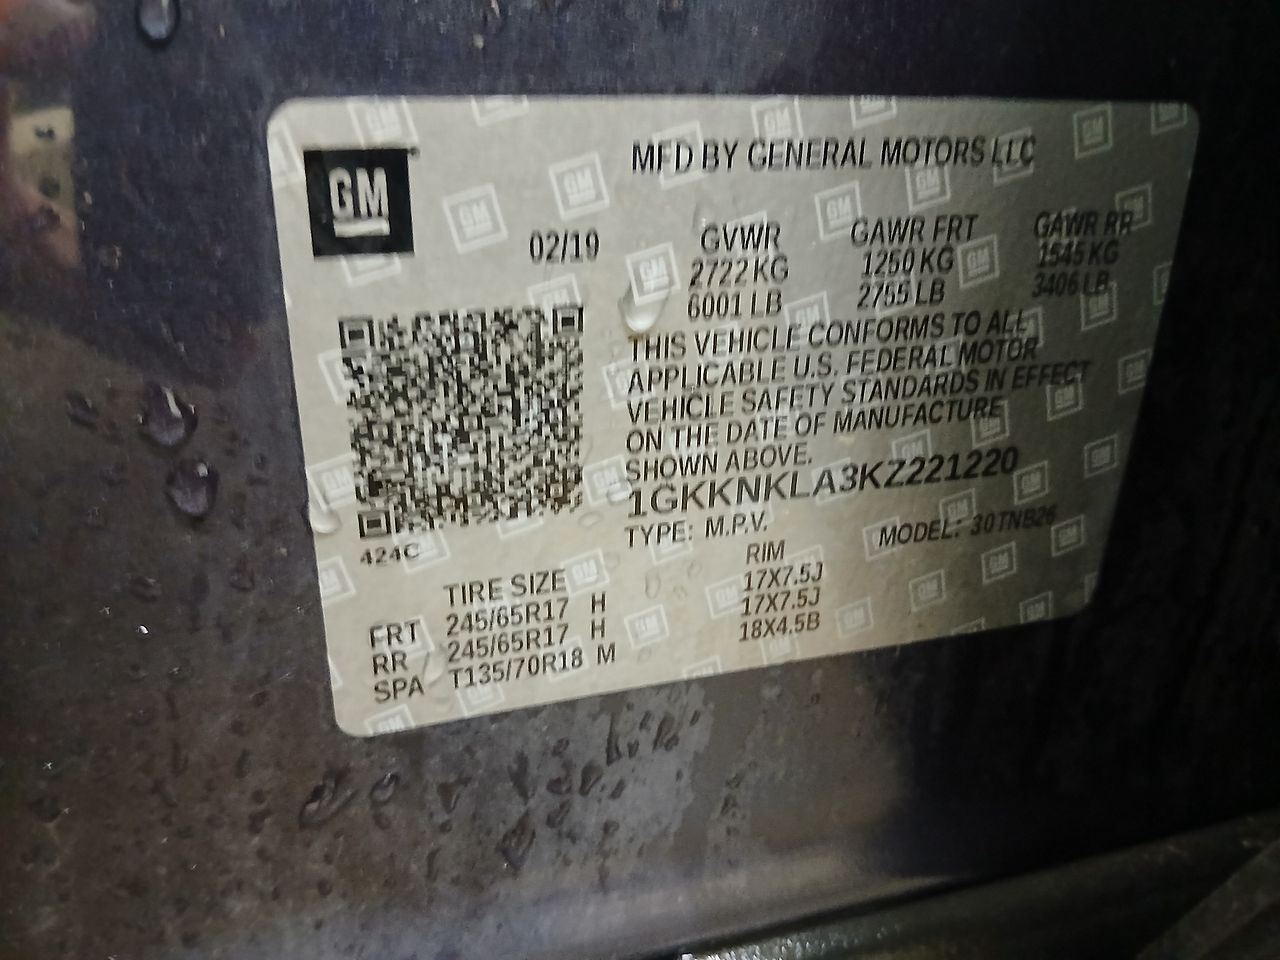 GM
MFD BY GENERAL MOTORS LLC
02/19
GVWR GAWR FRT GAWR RR
2722 KG 1250 KG 1545 KG
6001 LB 2755 LB 3406 LB
THIS VEHICLE CONFORMS TO ALL
APPLICABLE U.S. FEDERAL MOTOR
VEHICLE SAFETY STANDARDS IN EFFECT
ON THE DATE OF MANUFACTURE
SHOWN ABOVE.
1GKKNKLA3KZ221220
TYPE: M.P.V. MODEL: 30TNB26
424C
TIRE SIZE RIM
FRT 245/65R17 H 17X7.5J
RR 245/65R17 H 17X7.5J
SPA T135/70R18 M 18X4.5B